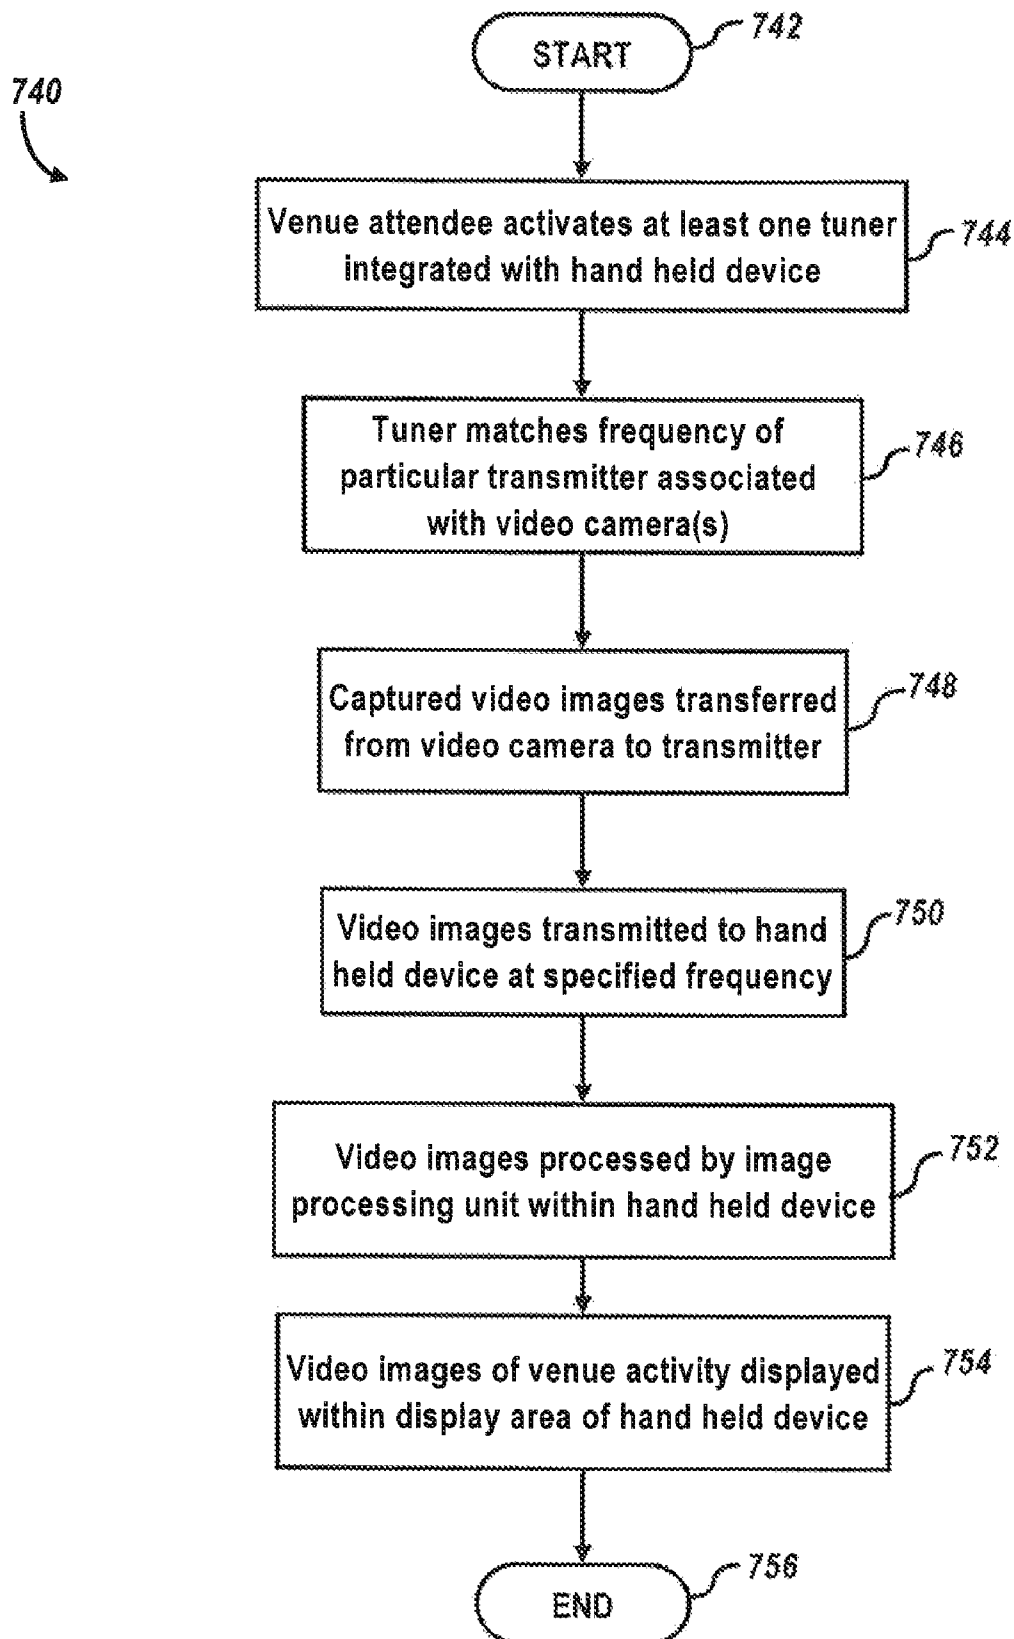 742
START
740
Venue attendee activates at least one tuner
integrated with hand held device
744
Tuner matches frequency of
particular transmitter associated
with video camera(s)
746
Captured video images transferred
from video camera to transmitter
748
Video images transmitted to hand
held device at specified frequency
750
Video images processed by image
processing unit within hand held device
752
Video images of venue activity displayed
within display area of hand held device
754
END
756